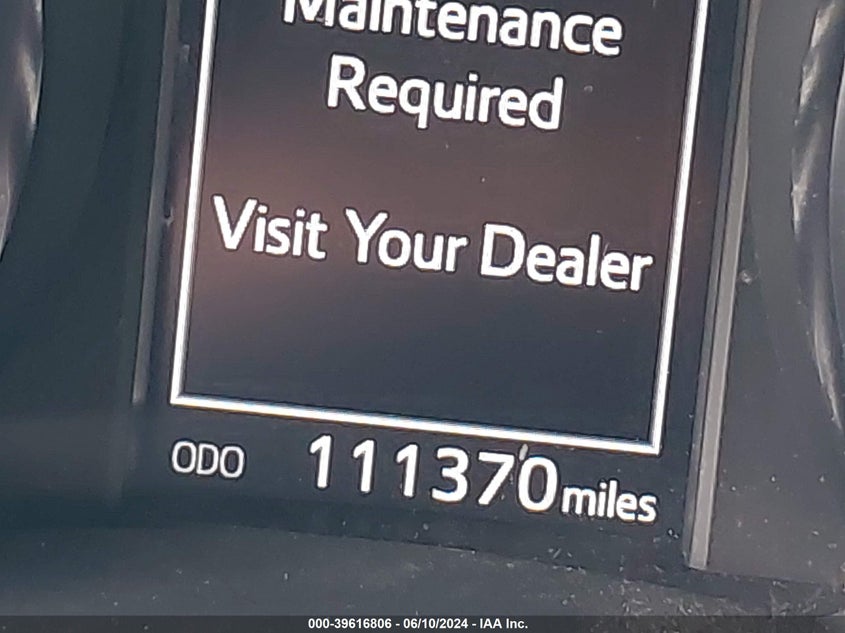 Maintenance
Required
Visit Your Dealer
ODO 111370 miles
000-39616806 - 06/10/2024 - IAA Inc.